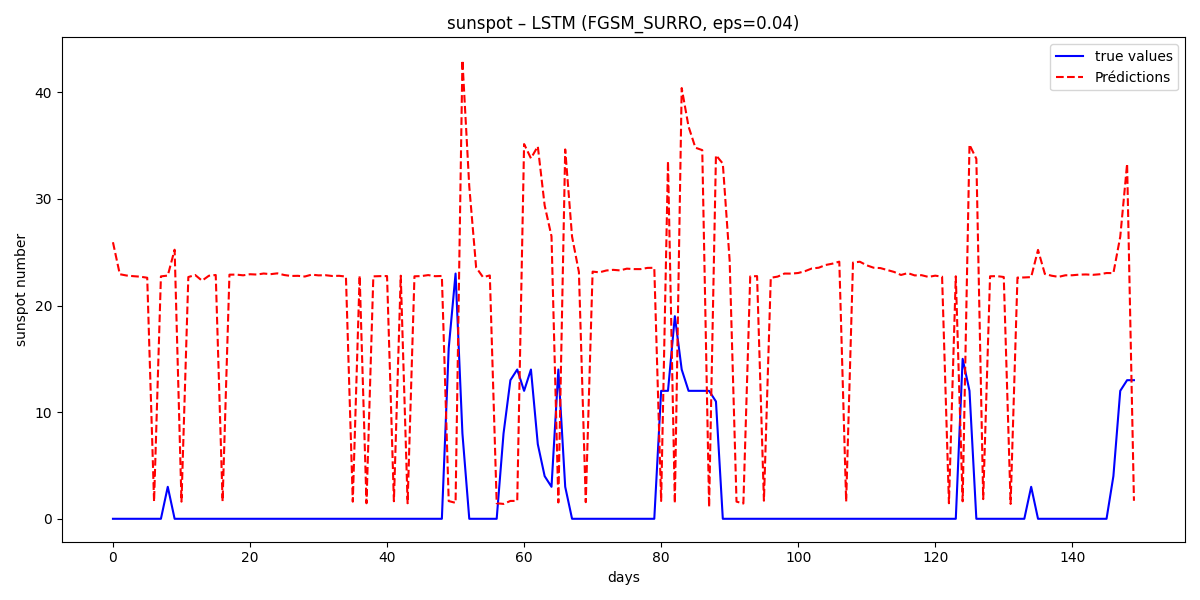 sunspot – LSTM (FGSM_SURRO, eps=0.04)
true values
Prédictions
sunspot number
40
30
20
10
0
0 20 40 60 80 100 120 140
days